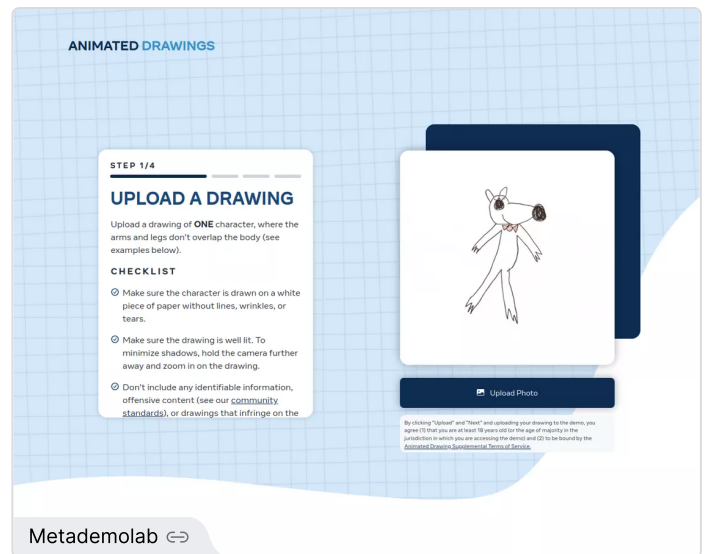 ANIMATED DRAWINGS
STEP 1/4
UPLOAD A DRAWING
Upload a drawing of ONE character, where the
arms and legs don't overlap the body (see
examples below).
CHECKLIST
Make sure the character is drawn on a white
piece of paper without lines, wrinkles, or
tears.
Make sure the drawing is well lit. To
minimize shadows, hold the camera further
away and zoom in on the drawing.
Don't include any identifiable information,
offensive content (see our community
standards), or drawings that infringe on the
Upload Photo
By clicking "Upload" and "Next" and uploading your drawing to the demo, you
agree (1) that you are at least 18 years old (or the age of majority in the
jurisdiction in which you are accessing the demo) and (2) to be bound by the
Animated Drawing Supplemental Terms of Service.
Metademolab